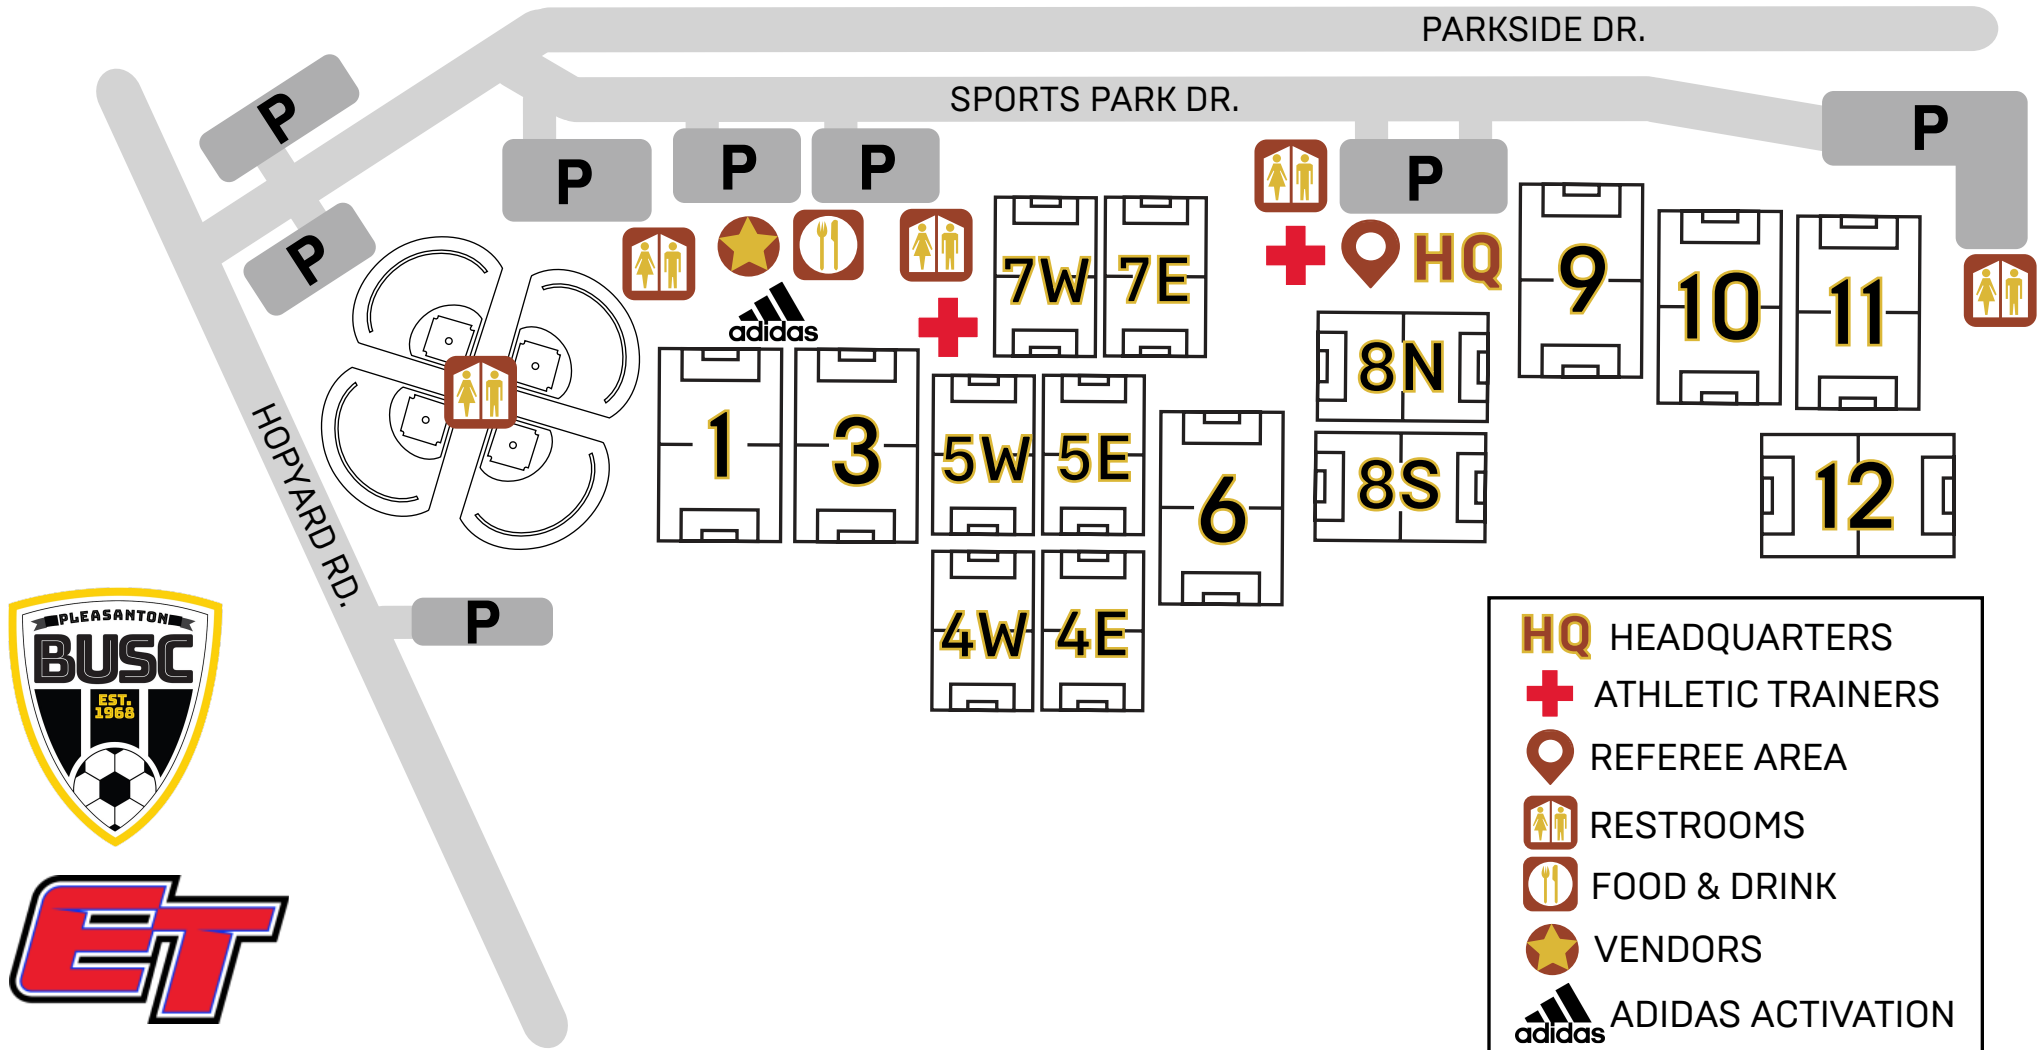 PARKSIDE DR.
SPORTS PARK DR.
P
P
P
P
P
P
P
P
HQ
7W
7E
9
10
11
adidas
8N
1
3
5W
5E
6
8S
12
HOPYARD RD.
P
4W
4E
PLEASANTON
BUSC
EST.
1968
ET
HQ HEADQUARTERS
ATHLETIC TRAINERS
REFEREE AREA
RESTROOMS
FOOD & DRINK
VENDORS
adidas ADIDAS ACTIVATION